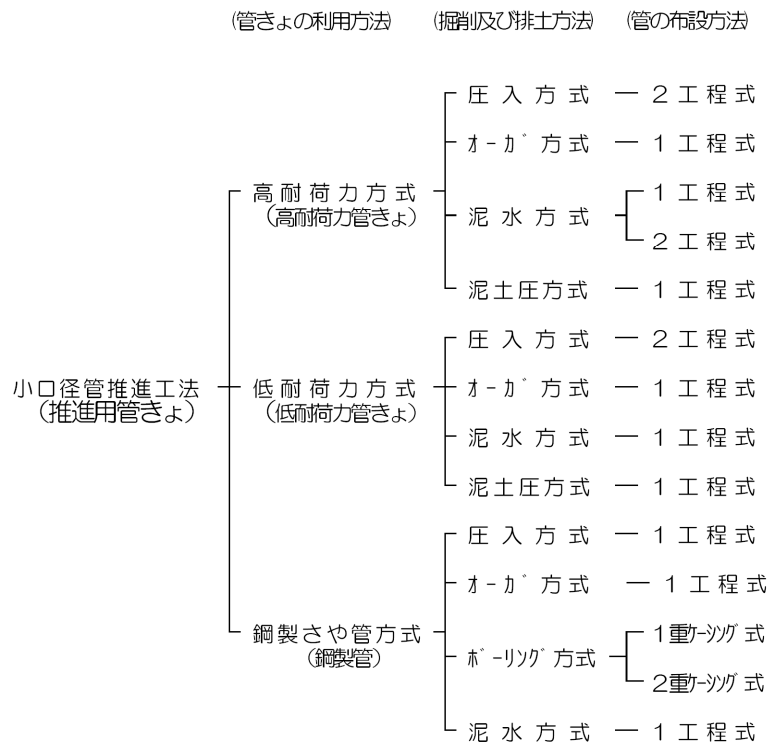 (管きょの利用方法) (掘削及び排土方法) (管の布設方法)
圧入方式 2工程式
オーガ方式 1工程式
高耐荷力方式 1工程式
(高耐荷力管きょ) 泥水方式
2工程式
泥土圧方式 1工程式
圧入方式 2工程式
小口径管推進工法 低耐荷力方式 オーガ方式 1工程式
(推進用管きょ) (低耐荷力管きょ)
泥水方式 1工程式
泥土圧方式 1工程式
圧入方式 1工程式
オーガ方式 1工程式
鋼製さや管方式 1重ケーシング式
(鋼製管) ボーリング方式
2重ケーシング式
泥水方式 1工程式